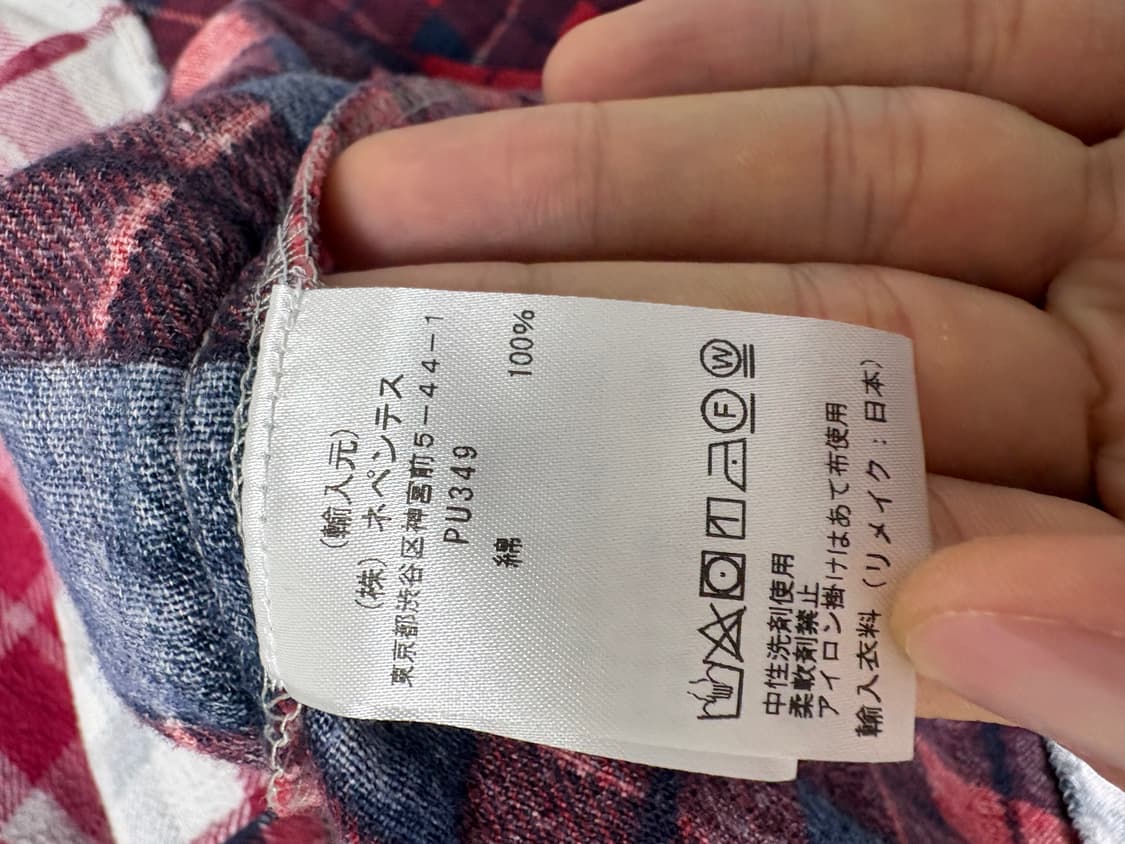 (輸入元)
(株) ネペンテス
東京都渋谷区神宮前5-44-1
PU349
綿 100%
F W
中性洗剤使用
柔軟剤禁止
アイロン掛けはあて布使用
輸入衣料 (リメイク:日本)